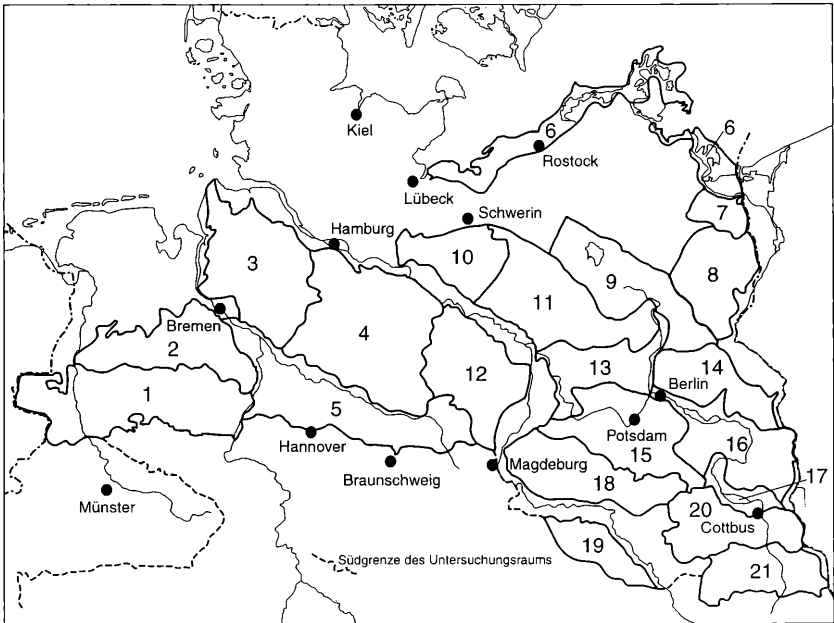 Kiel
6
6
Rostock
Lübeck
7
Schwerin
Hamburg
10
3
9
8
11
Bremen
4
2
13
14
12
1
Berlin
5
Potsdam
Hannover
15
16
Braunschweig
Magdeburg
17
18
Münster
20
Cottbus
19
Südgrenze des Untersuchungsraums
21